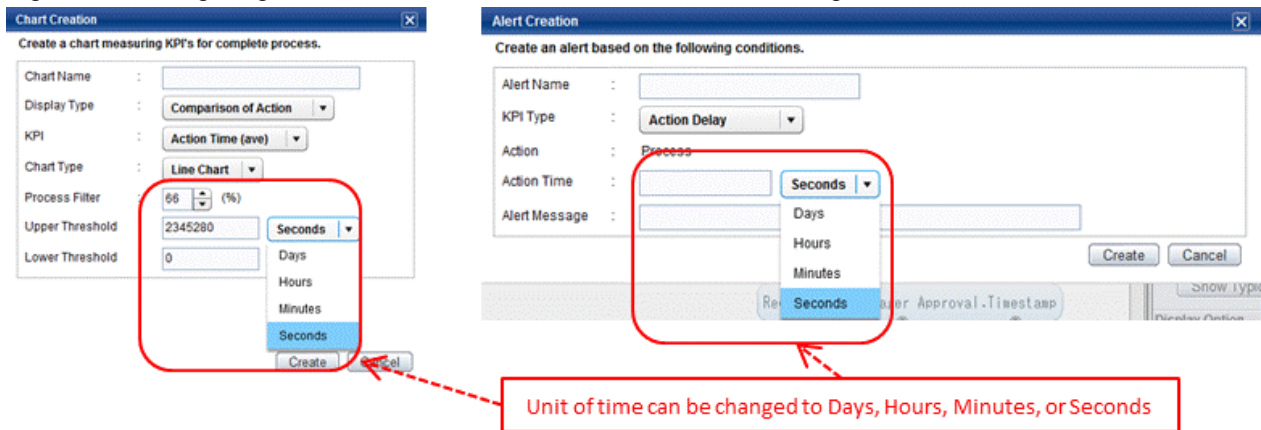 Chart Creation
Create a chart measuring KPI's for complete process.
Chart Name :
Display Type : Comparison of Action
KPI : Action Time (ave)
Chart Type : Line Chart
Process Filter : 66 (%)
Upper Threshold 2345280 Seconds
Lower Threshold 0 Days
Hours
Minutes
Seconds
Create Cancel
Alert Creation
Create an alert based on the following conditions.
Alert Name :
KPI Type : Action Delay
Action : Process
Action Time : Seconds
Alert Message : Days
Hours
Minutes
Seconds
Create Cancel
Approval.Timestamp
Show
Display Option
Unit of time can be changed to Days, Hours, Minutes, or Seconds